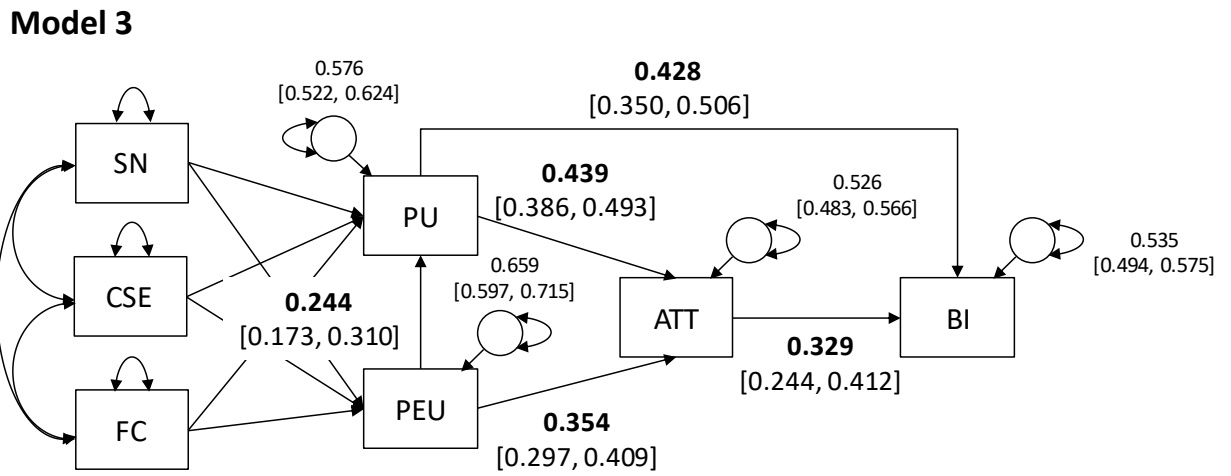 Model 3
0.576
[0.522, 0.624]
0.428
[0.350, 0.506]
SN
PU
0.439
[0.386, 0.493]
0.526
[0.483, 0.566]
0.535
[0.494, 0.575]
CSE
0.244
[0.173, 0.310]
0.659
[0.597, 0.715]
ATT
BI
0.329
[0.244, 0.412]
FC
PEU
0.354
[0.297, 0.409]